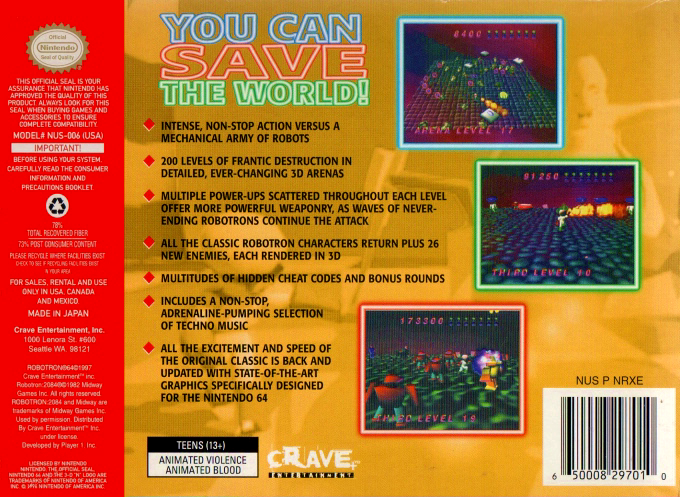 Official
Nintendo
Seal of Quality
THIS OFFICIAL SEAL IS YOUR
ASSURANCE THAT NINTENDO HAS
APPROVED THE QUALITY OF THIS
PRODUCT. ALWAYS LOOK FOR THIS
SEAL WHEN BUYING GAMES AND
ACCESSORIES TO ENSURE
COMPLETE COMPATIBILITY.
MODEL# NUS-006 (USA)
IMPORTANT!
BEFORE USING YOUR SYSTEM,
CAREFULLY READ THE CONSUMER
INFORMATION AND
PRECAUTIONS BOOKLET.
78%
TOTAL RECOVERED FIBER
73% POST CONSUMER CONTENT
PLEASE RECYCLE WHERE FACILITIES EXIST
CHECK TO SEE IF RECYCLING FACILITIES EXIST
IN YOUR AREA
FOR SALES, RENTAL AND USE
ONLY IN USA, CANADA
AND MEXICO.
MADE IN JAPAN
Crave Entertainment, Inc.
1000 Lenora St. #600
Seattle WA. 98121
ROBOTRON®64©1997
Crave Entertainment™ Inc.
Robotron:2084®©1982 Midway
Games Inc. All rights reserved.
ROBOTRON:2084 and Midway are
trademarks of Midway Games Inc.
Used by permission. Distributed
By Crave Entertainment™ Inc.
under license.
Developed by Player 1, Inc.
LICENSED BY NINTENDO
NINTENDO, THE OFFICIAL SEAL,
NINTENDO 64 AND THE 3-D "N" LOGO ARE
TRADEMARKS OF NINTENDO OF AMERICA
INC. © 1996 NINTENDO OF AMERICA INC.
YOU CAN
SAVE
THE WORLD!
INTENSE, NON-STOP ACTION VERSUS A
MECHANICAL ARMY OF ROBOTS
200 LEVELS OF FRANTIC DESTRUCTION IN
DETAILED, EVER-CHANGING 3D ARENAS
MULTIPLE POWER-UPS SCATTERED THROUGHOUT EACH LEVEL
OFFER MORE POWERFUL WEAPONRY, AS WAVES OF NEVER-
ENDING ROBOTRONS CONTINUE THE ATTACK
ALL THE CLASSIC ROBOTRON CHARACTERS RETURN PLUS 26
NEW ENEMIES, EACH RENDERED IN 3D
MULTITUDES OF HIDDEN CHEAT CODES AND BONUS ROUNDS
INCLUDES A NON-STOP,
ADRENALINE-PUMPING SELECTION
OF TECHNO MUSIC
ALL THE EXCITEMENT AND SPEED OF
THE ORIGINAL CLASSIC IS BACK AND
UPDATED WITH STATE-OF-THE-ART
GRAPHICS SPECIFICALLY DESIGNED
FOR THE NINTENDO 64
TEENS (13+)
ANIMATED VIOLENCE
ANIMATED BLOOD
CRAVE
ENTERTAINMENT
8400
ARENA LEVEL 11
91250
THIRD LEVEL 40
173300
LEVEL 19
NUS P NRXE
6 50008 29701 0